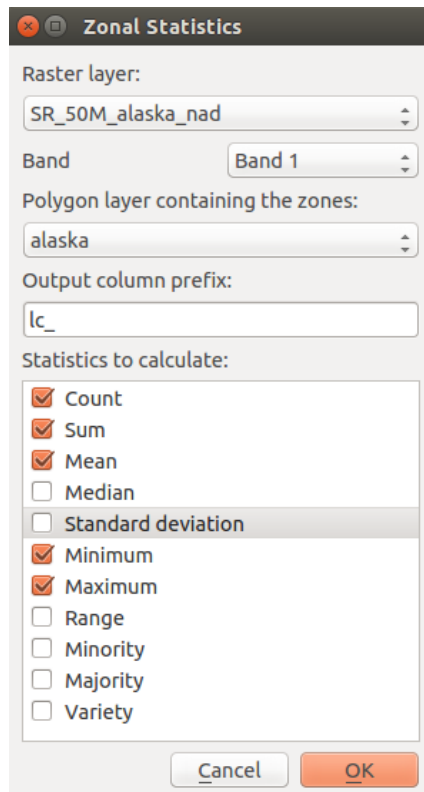 Zonal Statistics
Raster layer:
SR_50M_alaska_nad
Band Band 1
Polygon layer containing the zones:
alaska
Output column prefix:
lc_
Statistics to calculate:
Count
Sum
Mean
Median
Standard deviation
Minimum
Maximum
Range
Minority
Majority
Variety
Cancel OK